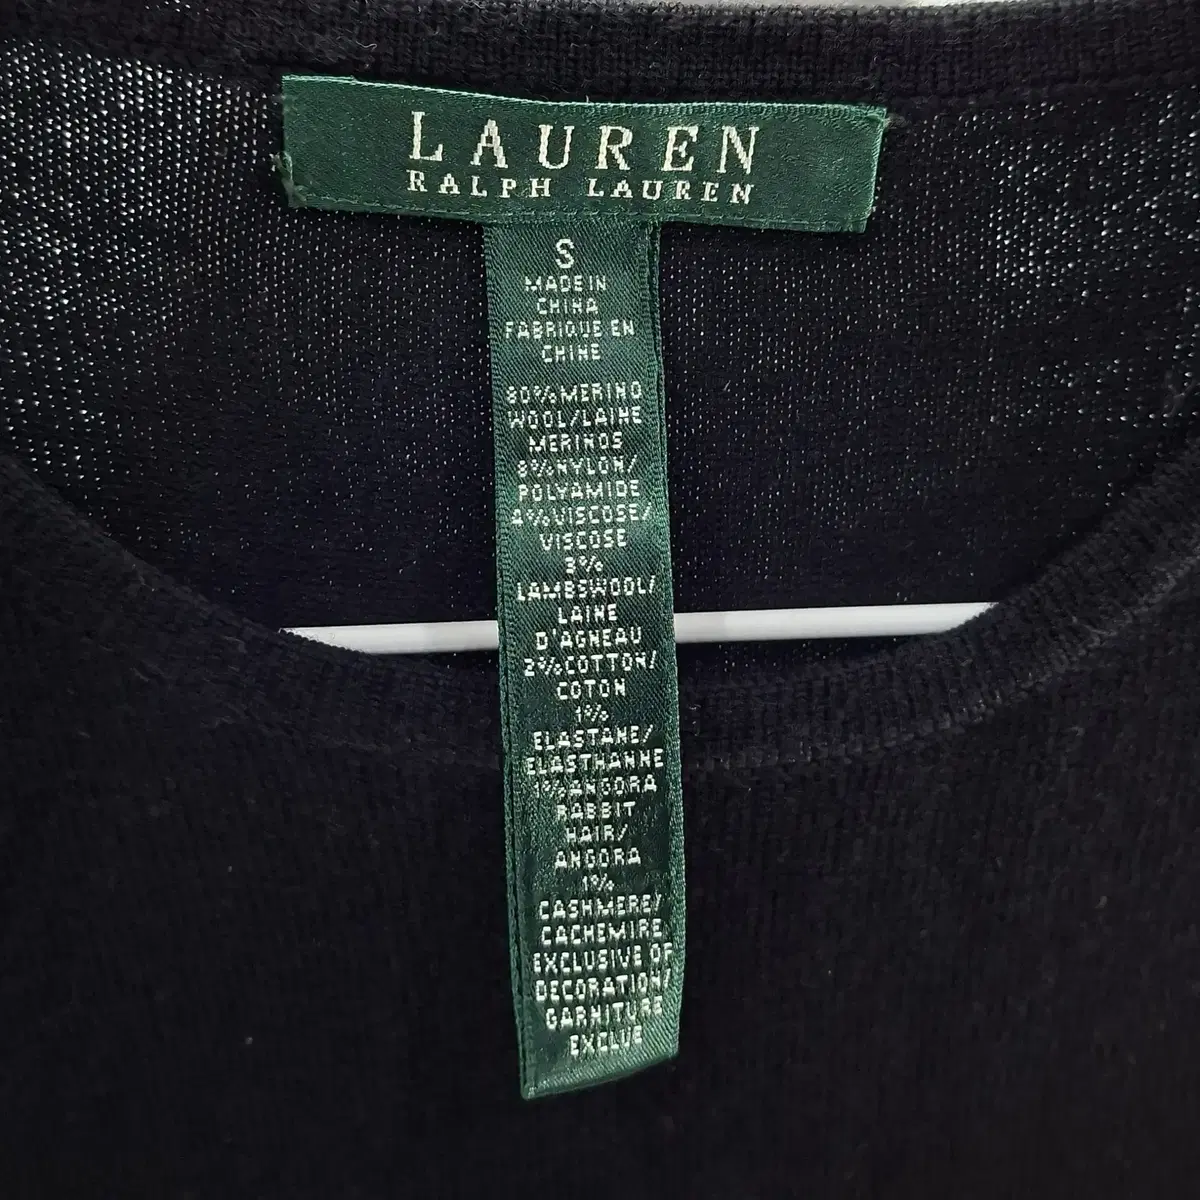 LAUREN
RALPH LAUREN
S
MADE IN
CHINA
FABRIQUE EN
CHINE
80% MERINO
WOOL/LAINE
MERINOS
8% NYLON/
POLYAMIDE
4% VISCOSE/
VISCOSE
3%
LAMBSWOOL/
LAINE
D'AGNEAU
2% COTTON/
COTON
1%
ELASTANE/
ELASTHANNE
1% ANGORA
RABBIT
HAIR/
ANGORA
1%
CASHMERE/
CACHEMIRE
EXCLUSIVE OF
DECORATION/
GARNITURE
EXCLUE